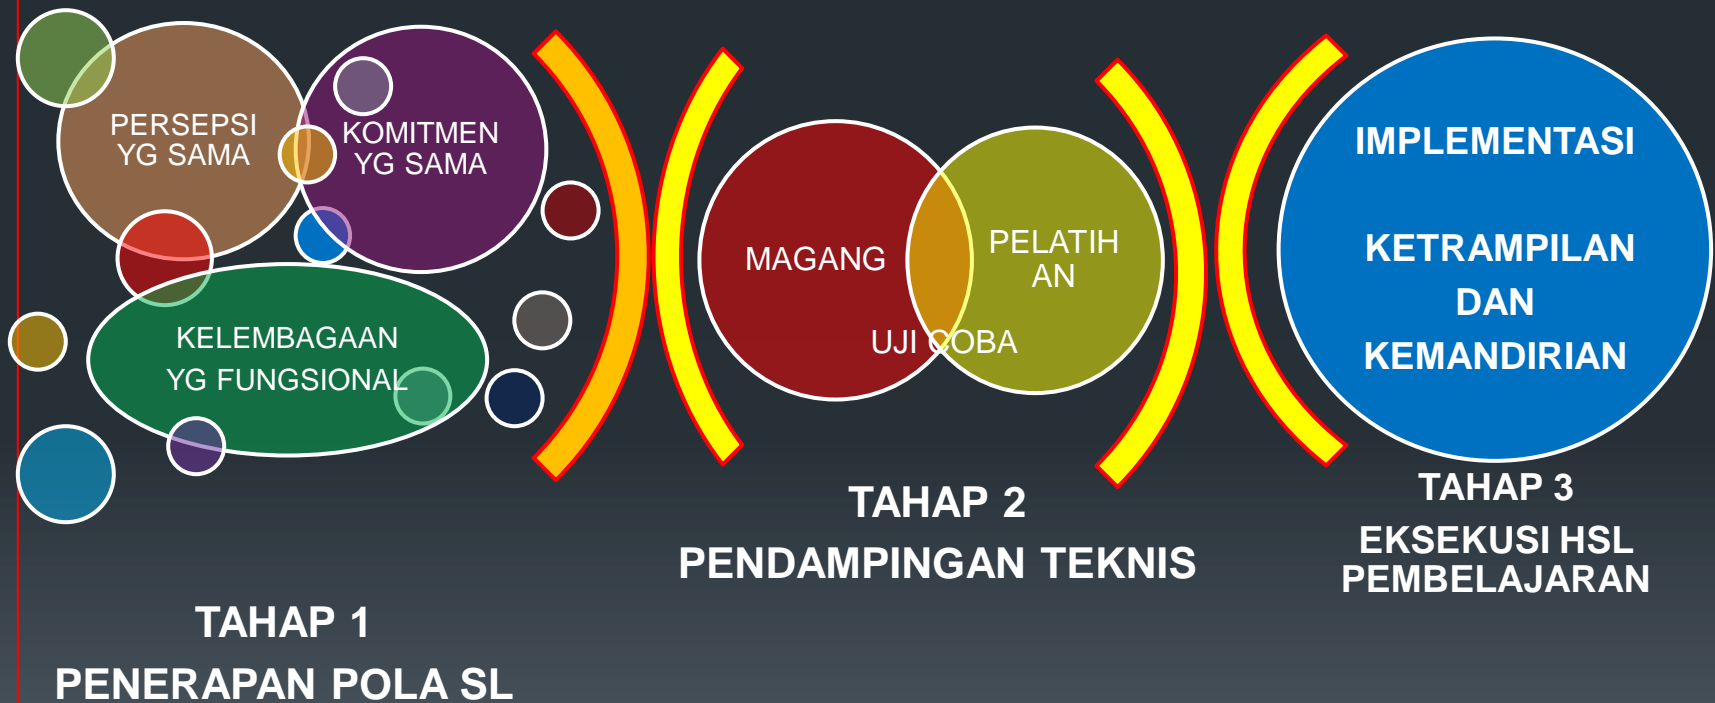 PERSEPSI
YG SAMA
KOMITMEN
YG SAMA
KELEMBAGAAN
YG FUNGSIONAL
TAHAP 1
PENERAPAN POLA SL
MAGANG
PELATIH
AN
UJI COBA
TAHAP 2
PENDAMPINGAN TEKNIS
IMPLEMENTASI
KETRAMPILAN
DAN
KEMANDIRIAN
TAHAP 3
EKSEKUSI HSL
PEMBELAJARAN